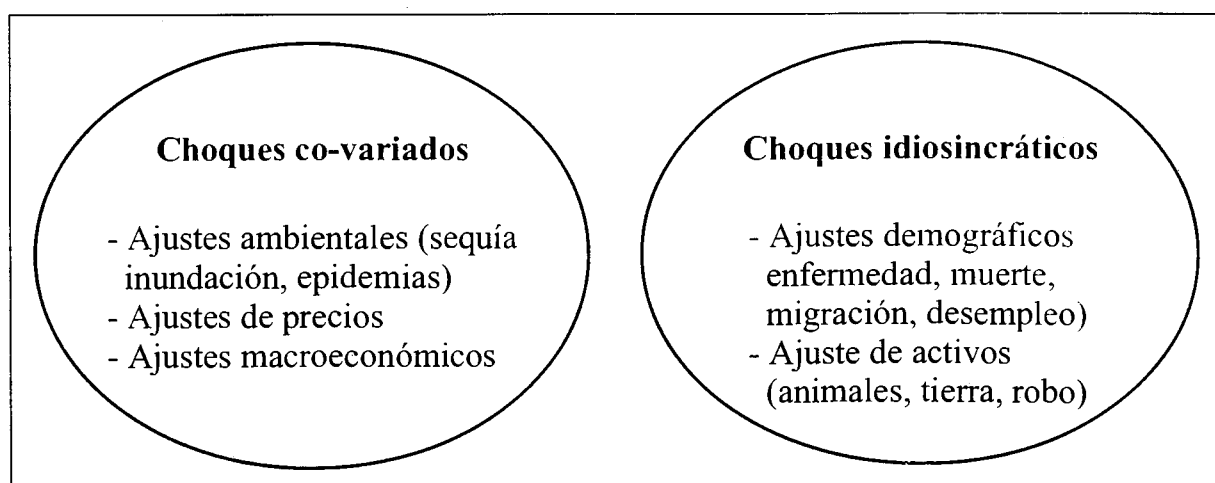 Choques co-variados
- Ajustes ambientales (sequía
inundación, epidemias)
- Ajustes de precios
- Ajustes macroeconómicos
Choques idiosincráticos
- Ajustes demográficos
enfermedad, muerte,
migración, desempleo)
- Ajuste de activos
(animales, tierra, robo)